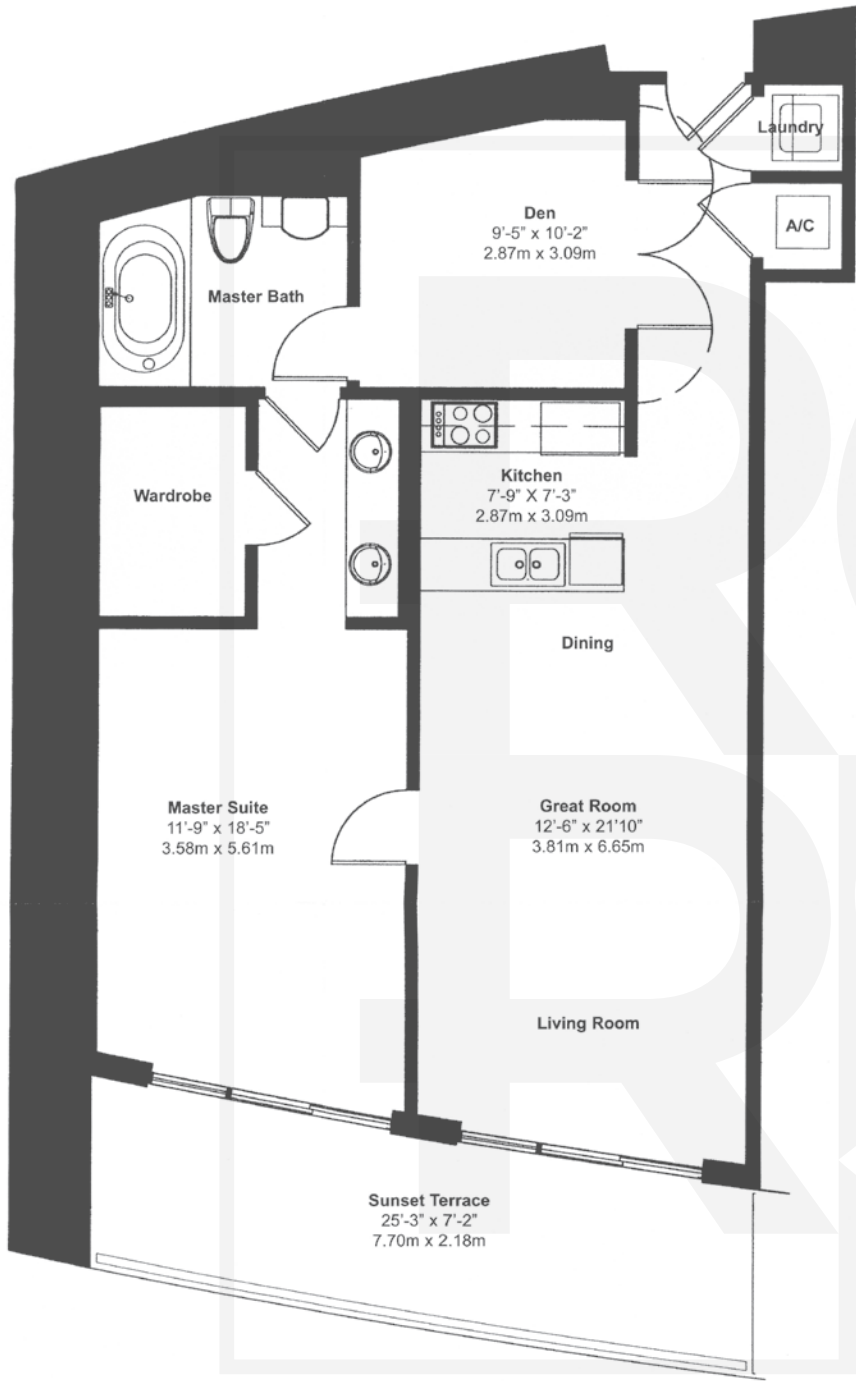 Laundry
A/C
Den
9'-5" x 10'-2"
2.87m x 3.09m
Master Bath
Kitchen
7'-9" X 7'-3"
2.87m x 3.09m
Wardrobe
Dining
Master Suite
11'-9" x 18'-5"
3.58m x 5.61m
Great Room
12'-6" x 21'10"
3.81m x 6.65m
Living Room
Sunset Terrace
25'-3" x 7'-2"
7.70m x 2.18m